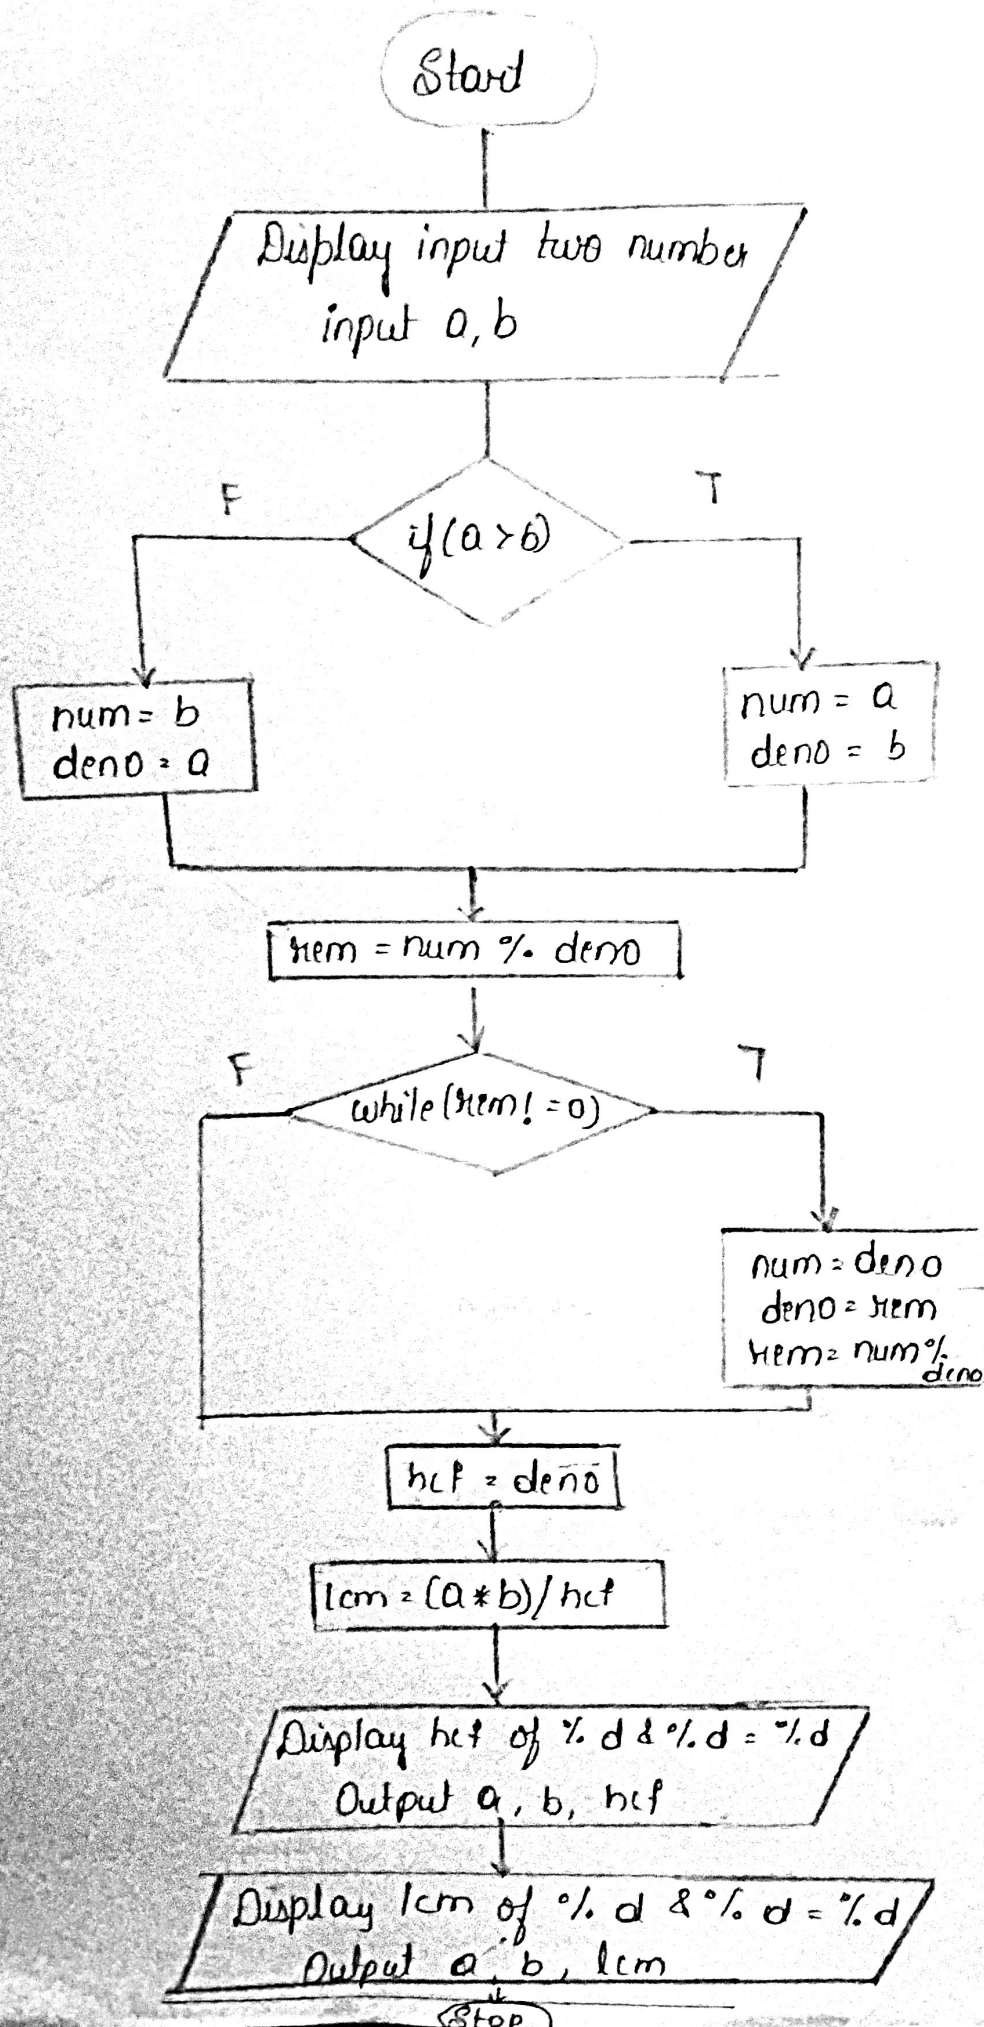 Start
Display input two number
input a, b
F
T
if(a>b)
num = b
deno = a
num = a
deno = b
rem = num % deno
F
T
while(rem! = 0)
num = deno
deno = rem
rem = num %
deno
hcf = deno
lcm = (a * b) / hcf
Display hcf of % d & % d = % d
Output a, b, hcf
Display lcm of % d & % d = % d
Output a, b, lcm
Stop